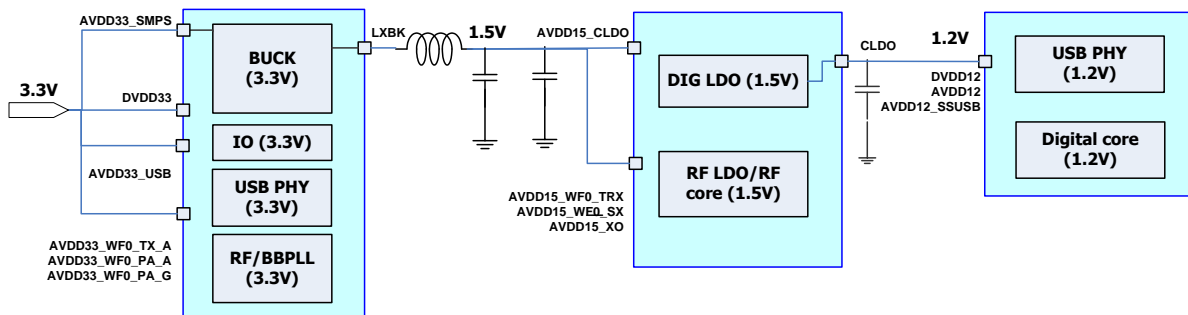 3.3V
AVDD33_SMPS
DVDD33
AVDD33_USB
AVDD33_WF0_TX_A
AVDD33_WF0_PA_A
AVDD33_WF0_PA_G
BUCK
(3.3V)
IO (3.3V)
USB PHY
(3.3V)
RF/BBPLL
(3.3V)
LXBK
1.5V
AVDD15_CLDO
AVDD15_WF0_TRX
AVDD15_WF0_SX
AVDD15_XO
DIG LDO (1.5V)
RF LDO/RF
core (1.5V)
CLDO
1.2V
DVDD12
AVDD12
AVDD12_SSUSB
USB PHY
(1.2V)
Digital core
(1.2V)